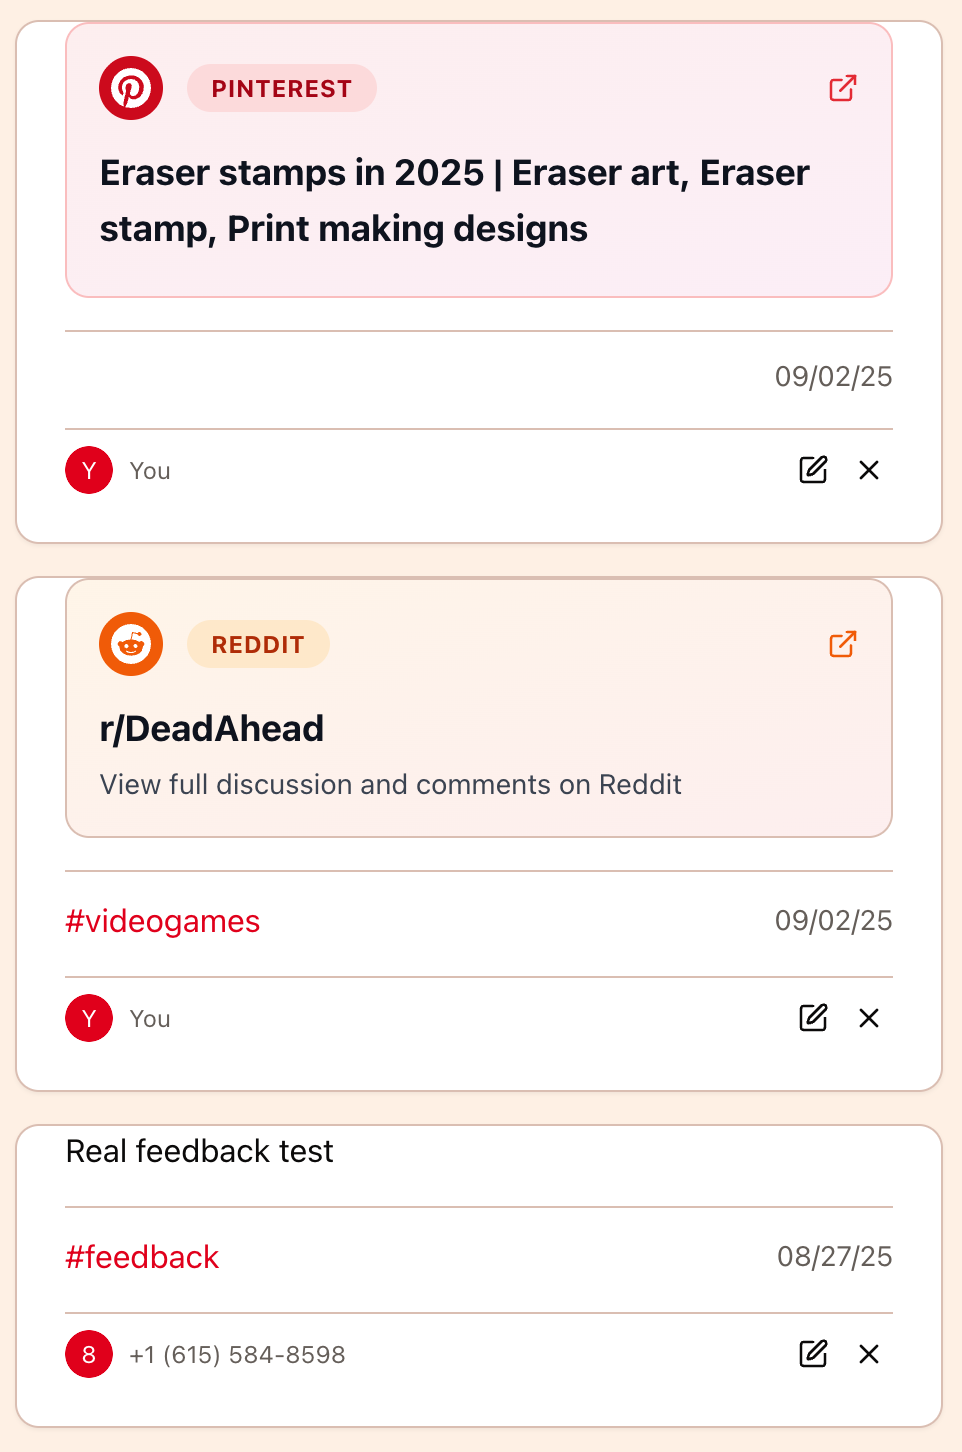 PINTEREST
Eraser stamps in 2025 | Eraser art, Eraser
stamp, Print making designs
09/02/25
Y You
REDDIT
r/DeadAhead
View full discussion and comments on Reddit
#videogames 09/02/25
Y You
Real feedback test
#feedback 08/27/25
8 +1 (615) 584-8598